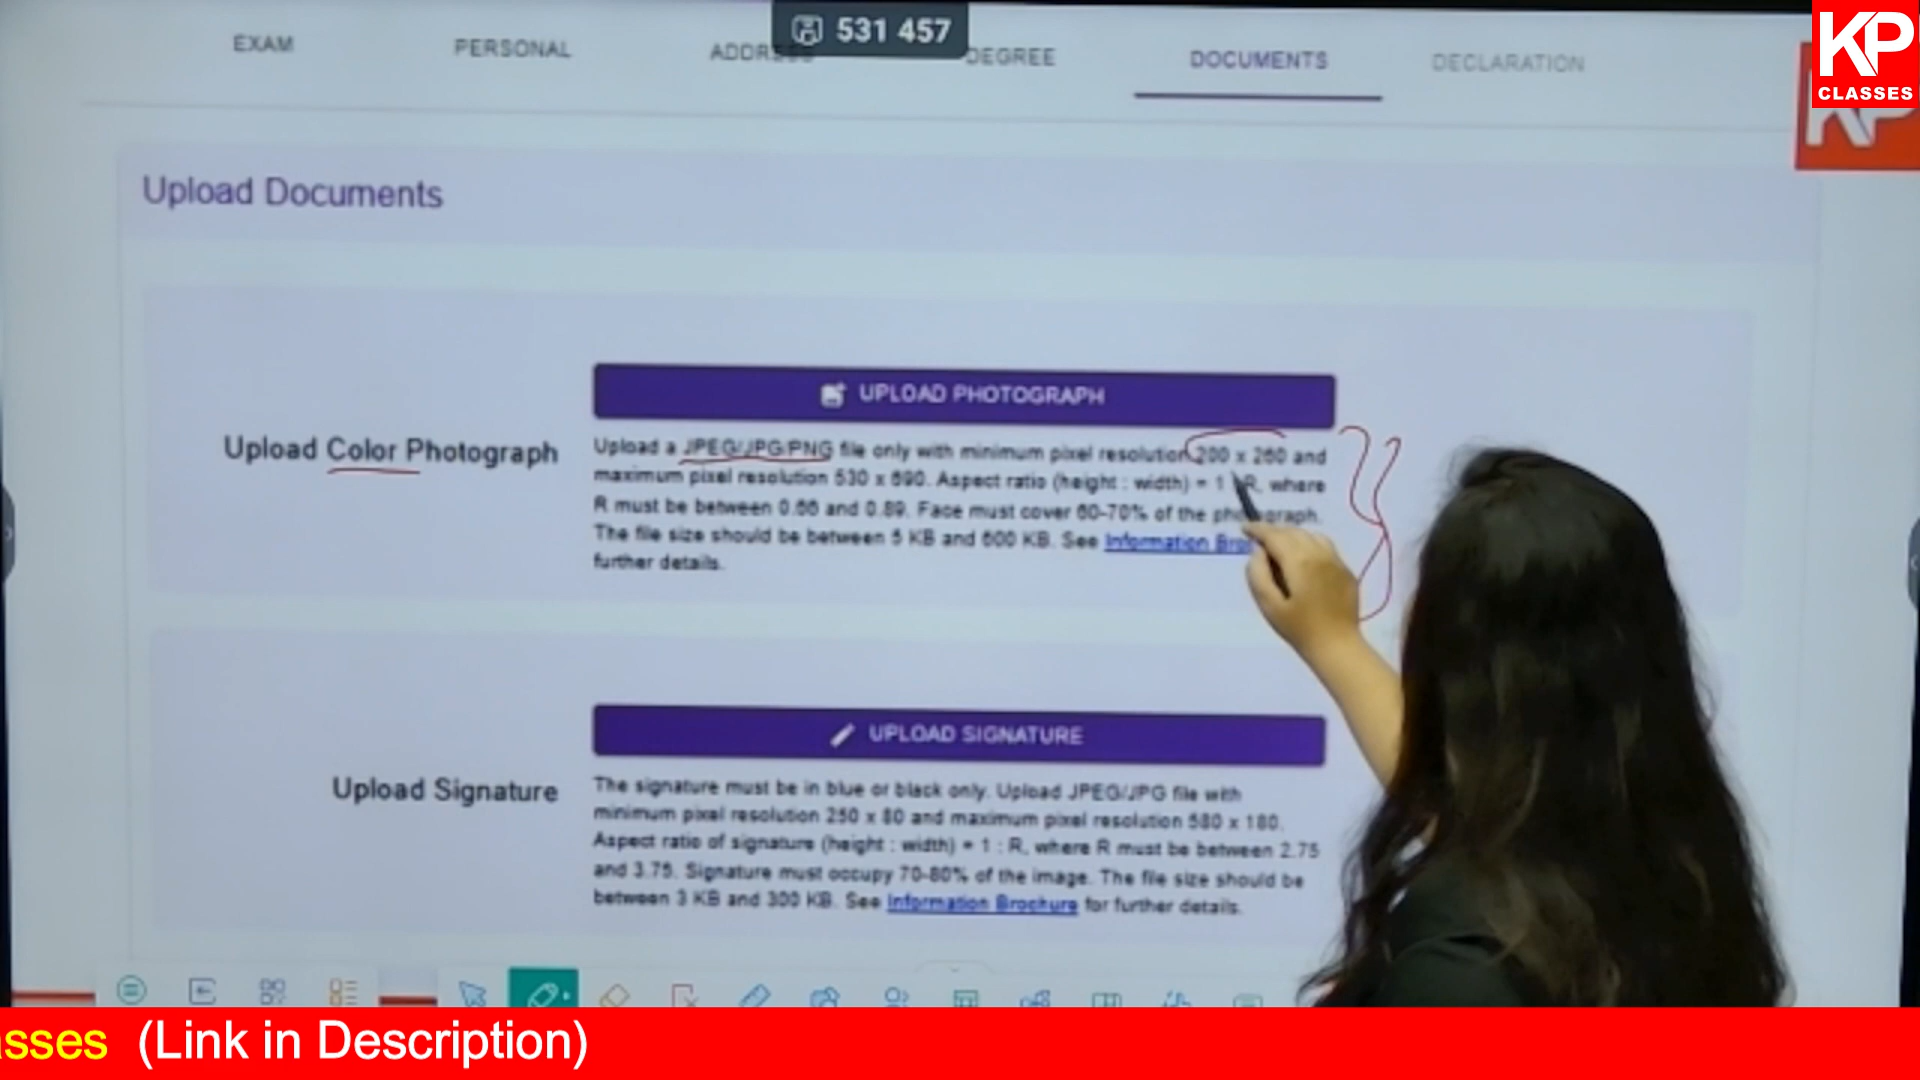 531 457
KP
CLASSES
EXAM PERSONAL DEGREE DOCUMENTS DECLARATION
KP
Upload Documents
UPLOAD PHOTOGRAPH
Upload Color Photograph
Upload a JPEG/JPG/PNG file only with minimum pixel resolution 200 x 260 and
maximum pixel resolution 530 x 690. Aspect ratio (height : width) = 1 R, where
R must be between 0.66 and 0.89. Face must cover 60-70% of the photograph.
The file size should be between 5 KB and 600 KB. See Information
further details.
UPLOAD SIGNATURE
Upload Signature
The signature must be in blue or black only. Upload JPEG/JPG file with
minimum pixel resolution 250 x 80 and maximum pixel resolution 580 x 180.
Aspect ratio of signature (height : width) = 1 : R, where R must be between 2.75
and 3.75. Signature must occupy 70-80% of the image. The file size should be
between 3 KB and 300 KB. See Information Brochure for further details.
asses (Link in Description)